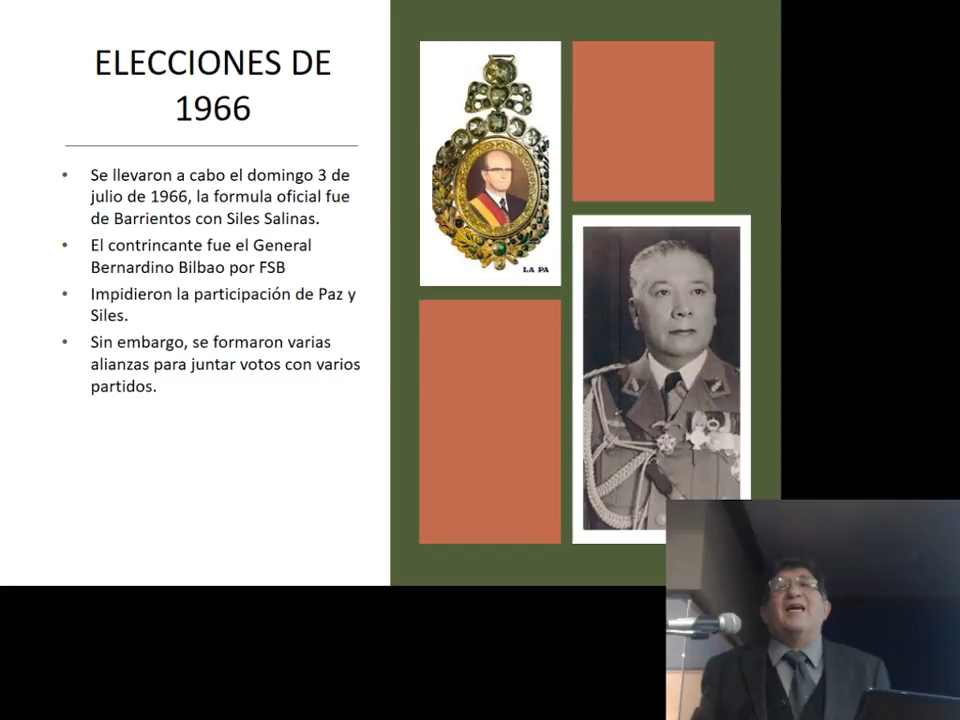 ELECCIONES DE
1966
• Se llevaron a cabo el domingo 3 de
julio de 1966, la formula oficial fue
de Barrientos con Siles Salinas.
• El contrincante fue el General
Bernardino Bilbao por FSB
• Impidieron la participación de Paz y
Siles.
• Sin embargo, se formaron varias
alianzas para juntar votos con varios
partidos.
LA PA